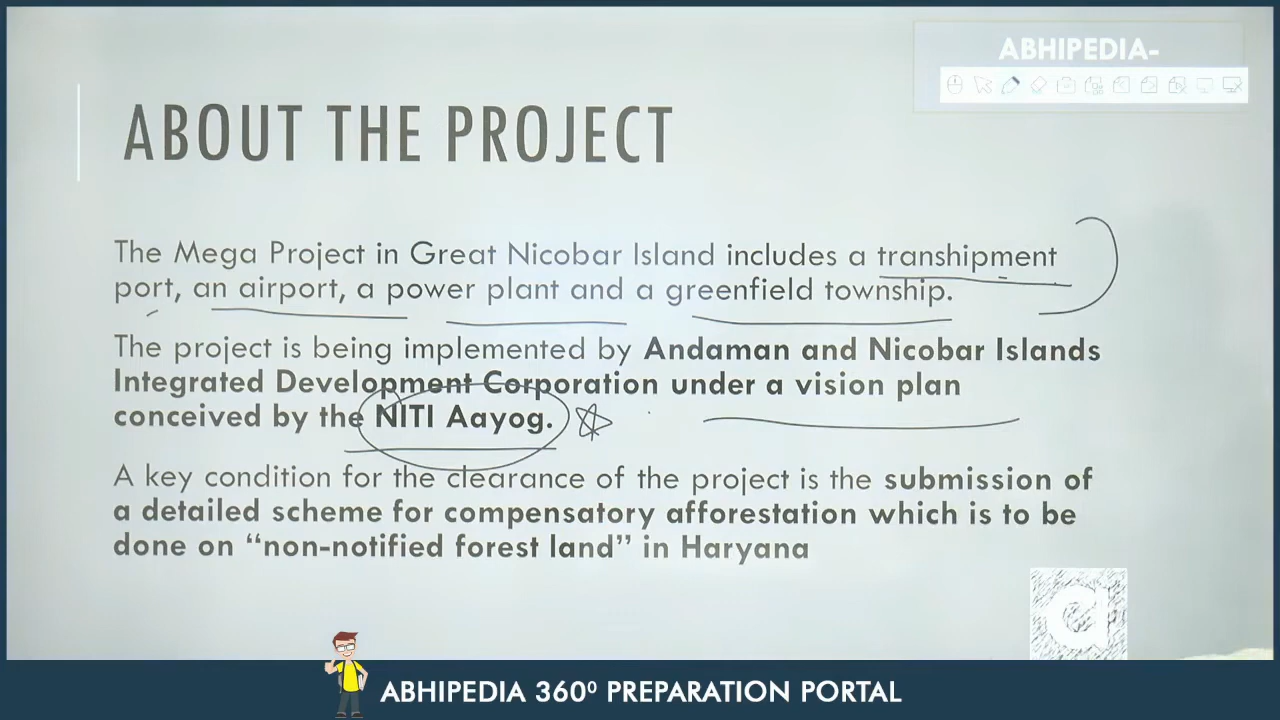 ABHIPEDIA-
ABOUT THE PROJECT
The Mega Project in Great Nicobar Island includes a transhipment
port, an airport, a power plant and a greenfield township.
The project is being implemented by Andaman and Nicobar Islands
Integrated Development Corporation under a vision plan
conceived by the NITI Aayog.
A key condition for the clearance of the project is the submission of
a detailed scheme for compensatory afforestation which is to be
done on “non-notified forest land” in Haryana
a
ABHIPEDIA 360⁰ PREPARATION PORTAL